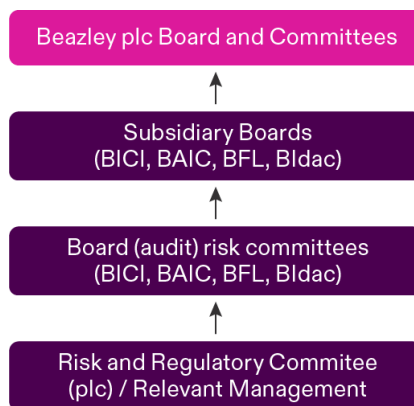 Beazley plc Board and Committees
Subsidiary Boards
(BICI, BAIC, BFL, BIdac)
Board (audit) risk committees
(BICI, BAIC, BFL, BIdac)
Risk and Regulatory Commitee
(plc) / Relevant Management